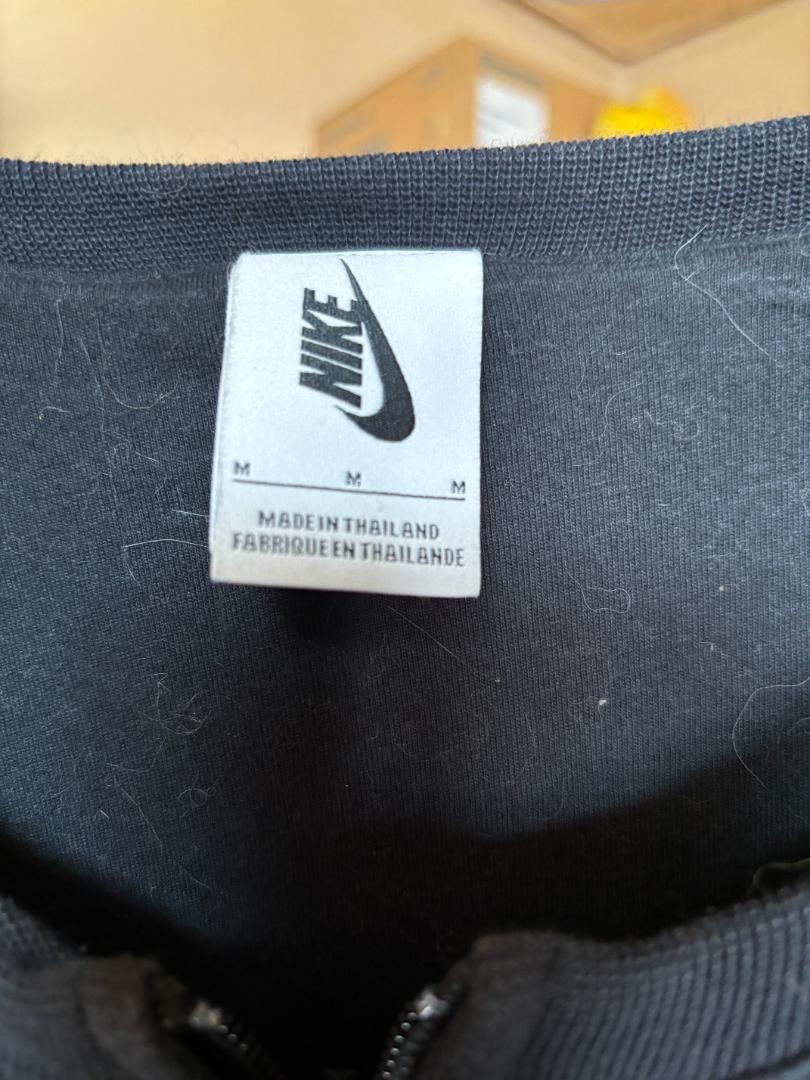 NIKE
M M M
MADE IN THAILAND
FABRIQUE EN THAILANDE